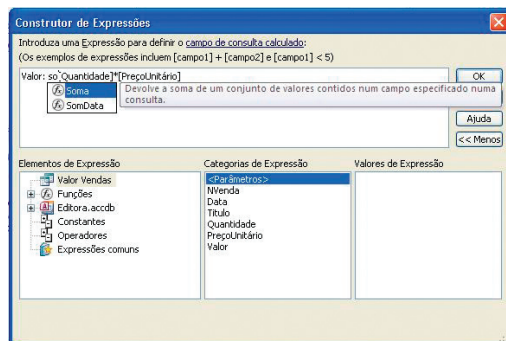 Construtor de Expressões
Introduza uma Expressão para definir o campo de consulta calculado:
(Os exemplos de expressões incluem [campo1] + [campo2] e [campo1] < 5)
Valor: so Quantidade]*[PreçoUnitário]
Soma
SomData
Devolve a soma de um conjunto de valores contidos num campo especificado numa
consulta.
OK
Ajuda
<< Menos
Elementos de Expressão
Valor Vendas
Funções
Editora.accdb
Constantes
Operadores
Expressões comuns
Categorias de Expressão
<Parâmetros>
NVenda
Data
Titulo
Quantidade
PreçoUnitário
Valor
Valores de Expressão